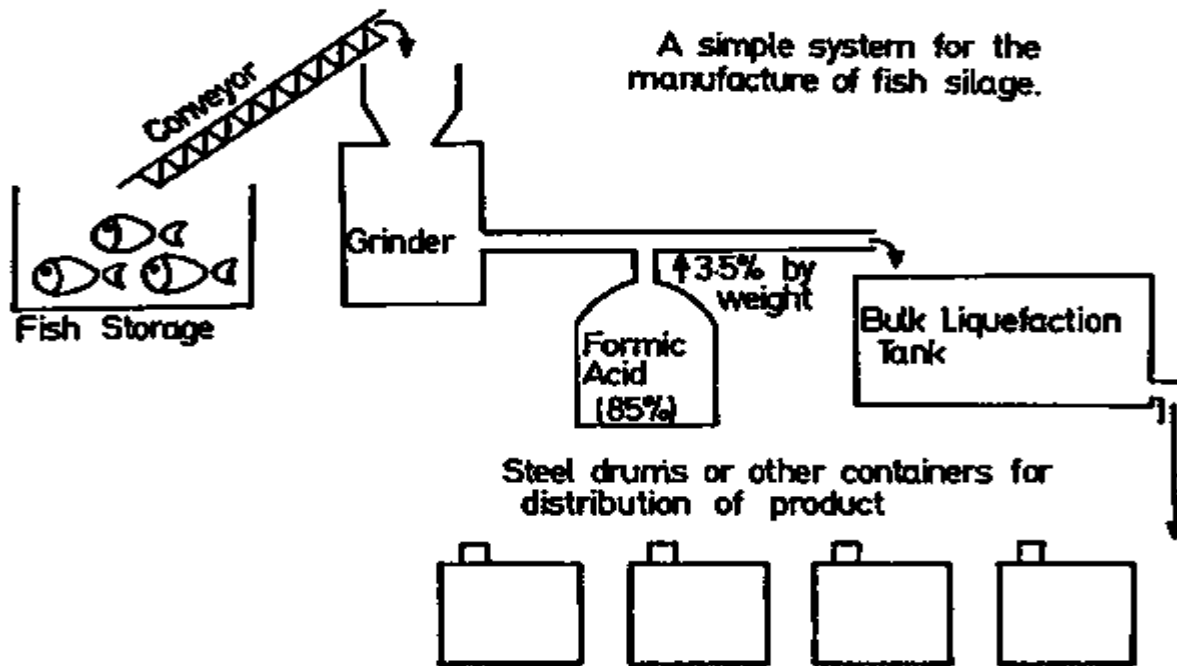 A simple system for the
manufacture of fish silage.
Conveyor
Grinder
Fish Storage
3·5% by
weight
Formic
Acid
(85%)
Bulk Liquefaction
Tank
Steel drums or other containers for
distribution of product